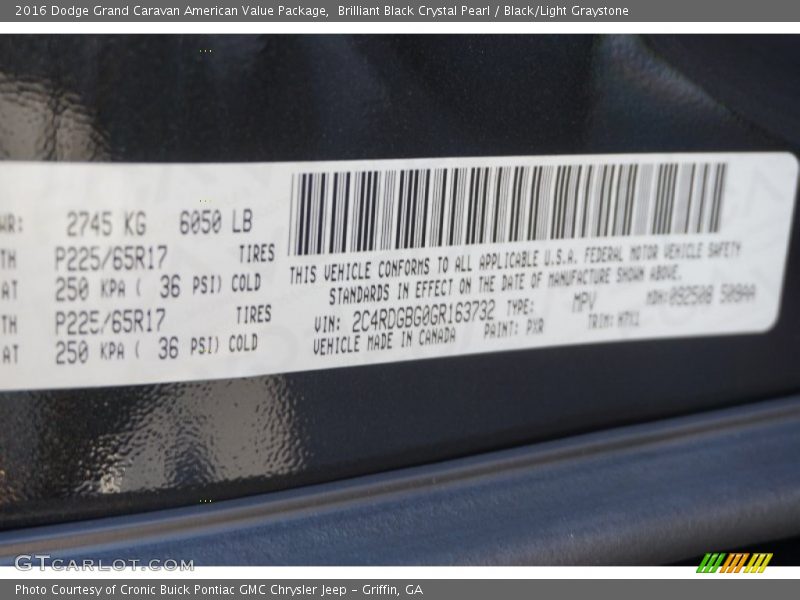 2016 Dodge Grand Caravan American Value Package,  Brilliant Black Crystal Pearl / Black/Light Graystone
WR: 2745 KG 6050 LB
TH P225/65R17 TIRES
AT 250 KPA ( 36 PSI) COLD
TH P225/65R17 TIRES
AT 250 KPA ( 36 PSI) COLD
THIS VEHICLE CONFORMS TO ALL APPLICABLE U.S.A. FEDERAL MOTOR VEHICLE SAFETY
STANDARDS IN EFFECT ON THE DATE OF MANUFACTURE SHOWN ABOVE.
VIN: 2C4RDGBG0GR163732 TYPE: MPV MDH:092508
VEHICLE MADE IN CANADA PAINT: PXR TRIM:
GTCARLOT.COM
Photo Courtesy of Cronic Buick Pontiac GMC Chrysler Jeep - Griffin, GA